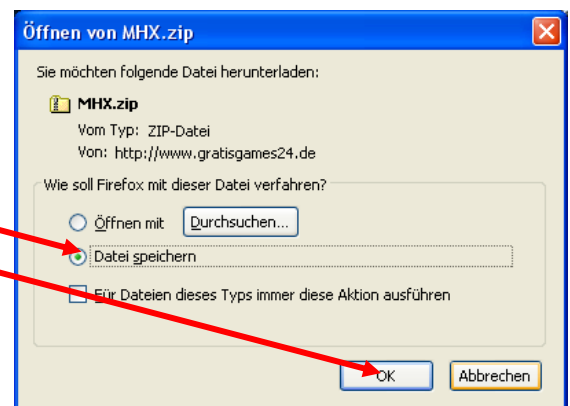 Öffnen von MHX.zip
Sie möchten folgende Datei herunterladen:
MHX.zip
Vom Typ: ZIP-Datei
Von: http://www.gratisgames24.de
Wie soll Firefox mit dieser Datei verfahren?
Öffnen mit Durchsuchen...
Datei speichern
Für Dateien dieses Typs immer diese Aktion ausführen
OK Abbrechen